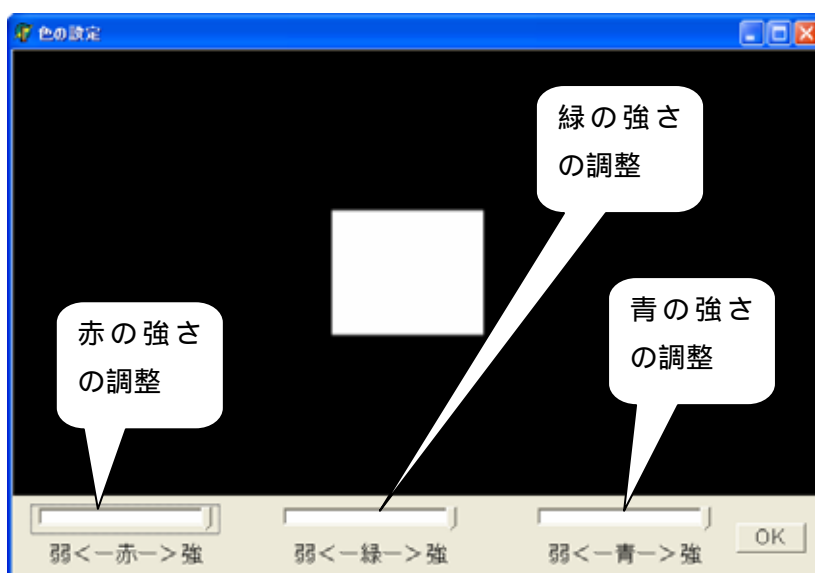 色の設定
緑の強さ
の調整
赤の強さ
の調整
青の強さ
の調整
弱<ー赤ー>強
弱<ー緑ー>強
弱<ー青ー>強
OK